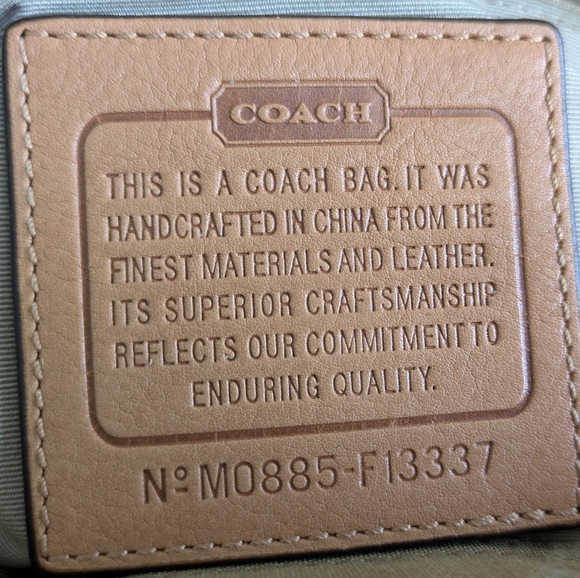 COACH
THIS IS A COACH BAG. IT WAS
HANDCRAFTED IN CHINA FROM THE
FINEST MATERIALS AND LEATHER.
ITS SUPERIOR CRAFTSMANSHIP
REFLECTS OUR COMMITMENT TO
ENDURING QUALITY.
Nº M0885-F13337